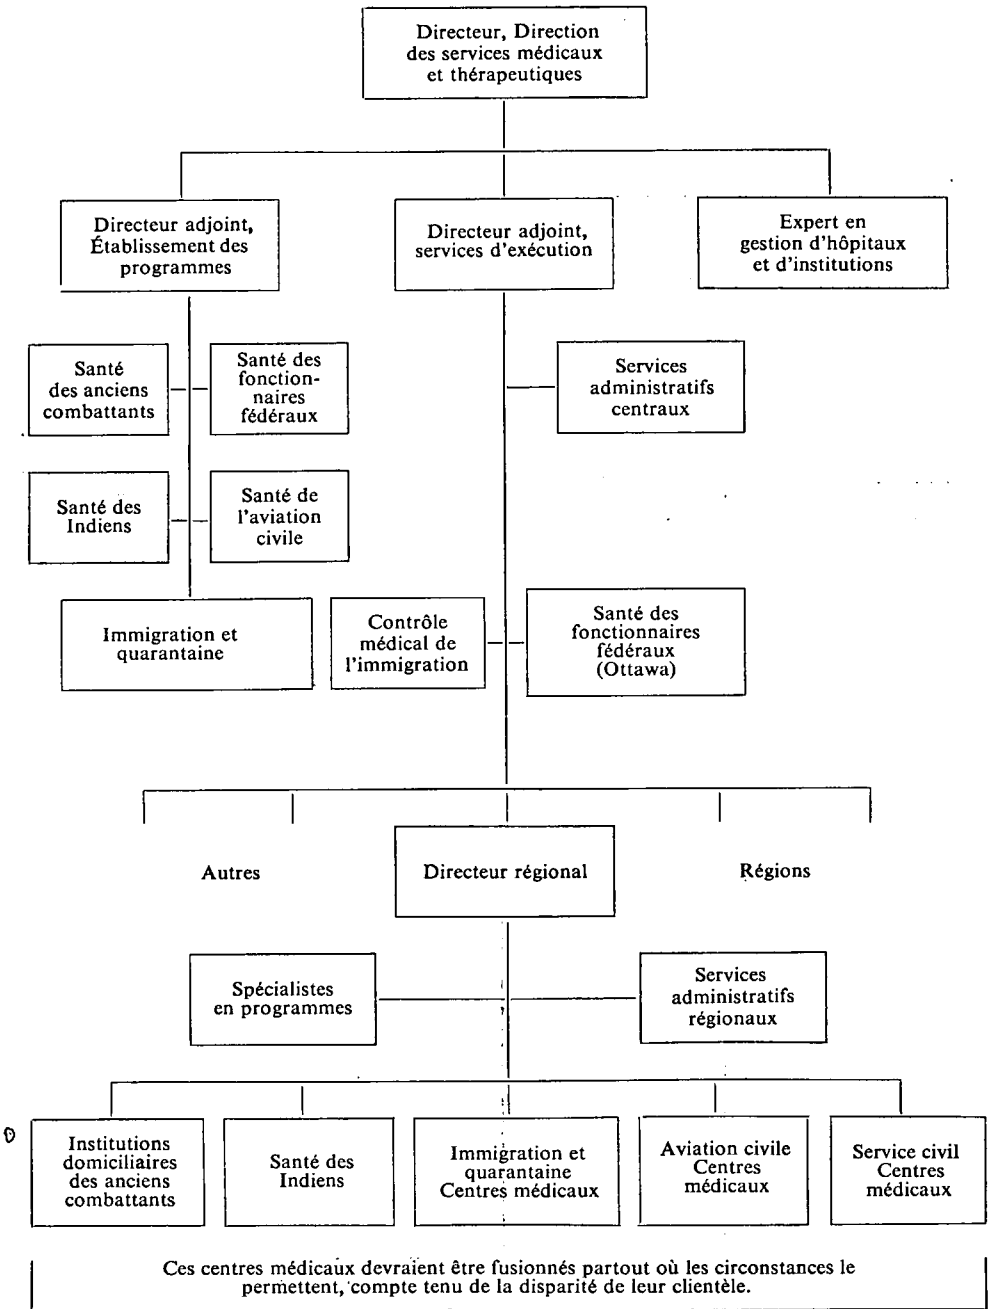 Directeur, Direction
des services médicaux
et thérapeutiques
Directeur adjoint,
Établissement des
programmes
Directeur adjoint,
services d'exécution
Expert en
gestion d'hôpitaux
et d'institutions
Santé
des anciens
combattants
Santé des
fonction-
naires
fédéraux
Services
administratifs
centraux
Santé des
Indiens
Santé de
l'aviation
civile
Immigration et
quarantaine
Contrôle
médical de
l'immigration
Santé des
fonctionnaires
fédéraux
(Ottawa)
Autres
Directeur régional
Régions
Spécialistes
en programmes
Services
administratifs
régionaux
Institutions
domiciliaires
des anciens
combattants
Santé des
Indiens
Immigration et
quarantaine
Centres médicaux
Aviation civile
Centres
médicaux
Service civil
Centres
médicaux
Ces centres médicaux devraient être fusionnés partout où les circonstances le
permettent, compte tenu de la disparité de leur clientèle.